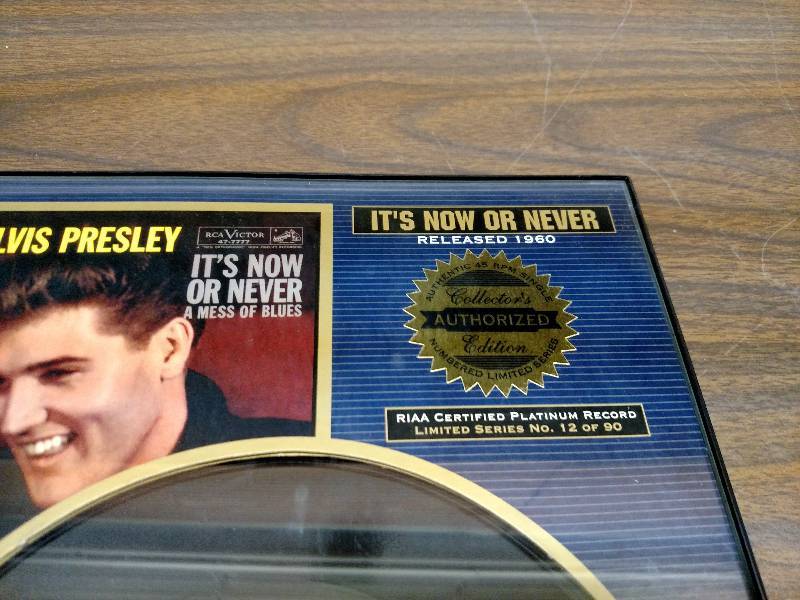 LVIS PRESLEY
RCA VICTOR
47-7777
IT'S NOW
OR NEVER
A MESS OF BLUES
IT'S NOW OR NEVER
RELEASED 1960
AUTHENTIC 45 RPM SINGLE
Collector's
AUTHORIZED
Edition
NUMBERED LIMITED SERIES
RIAA CERTIFIED PLATINUM RECORD
LIMITED SERIES NO. 12 OF 90